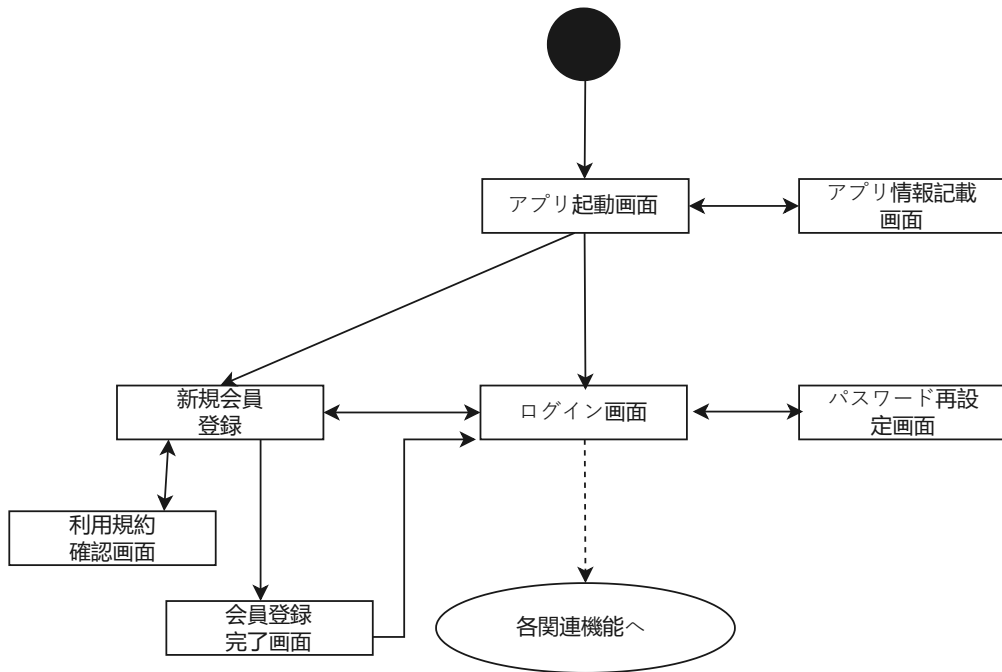 アプリ起動画面
アプリ情報記載
画面
新規会員
登録
ログイン画面
パスワード再設
定画面
利用規約
確認画面
会員登録
完了画面
各関連機能へ